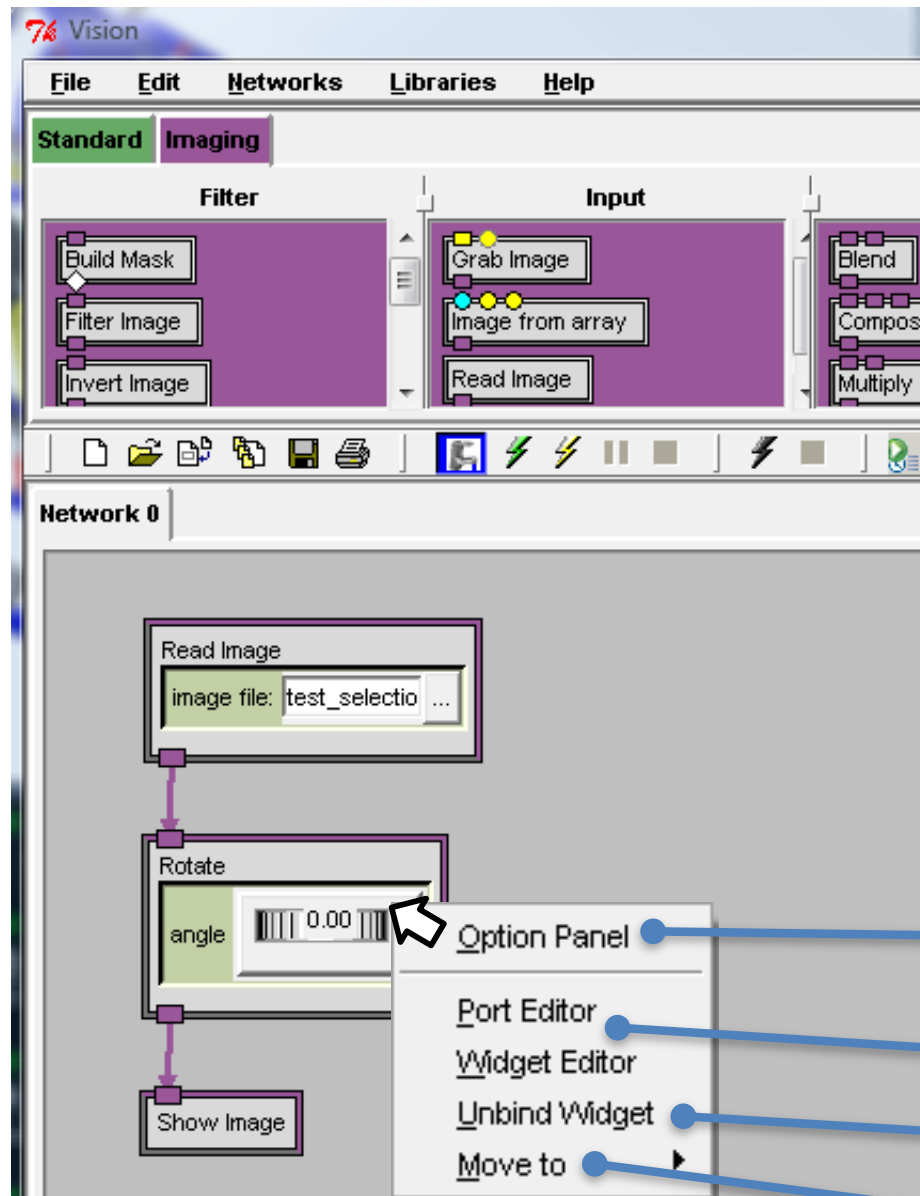 Vision
File Edit Networks Libraries Help
Standard Imaging
Filter Input
Build Mask
Filter Image
Invert Image
Grab Image
Image from array
Read Image
Blend
Compos
Multiply
Network 0
Read Image
image file: test_selectio ...
Rotate
angle 0.00
Show Image
Option Panel
Port Editor
Widget Editor
Unbind Widget
Move to